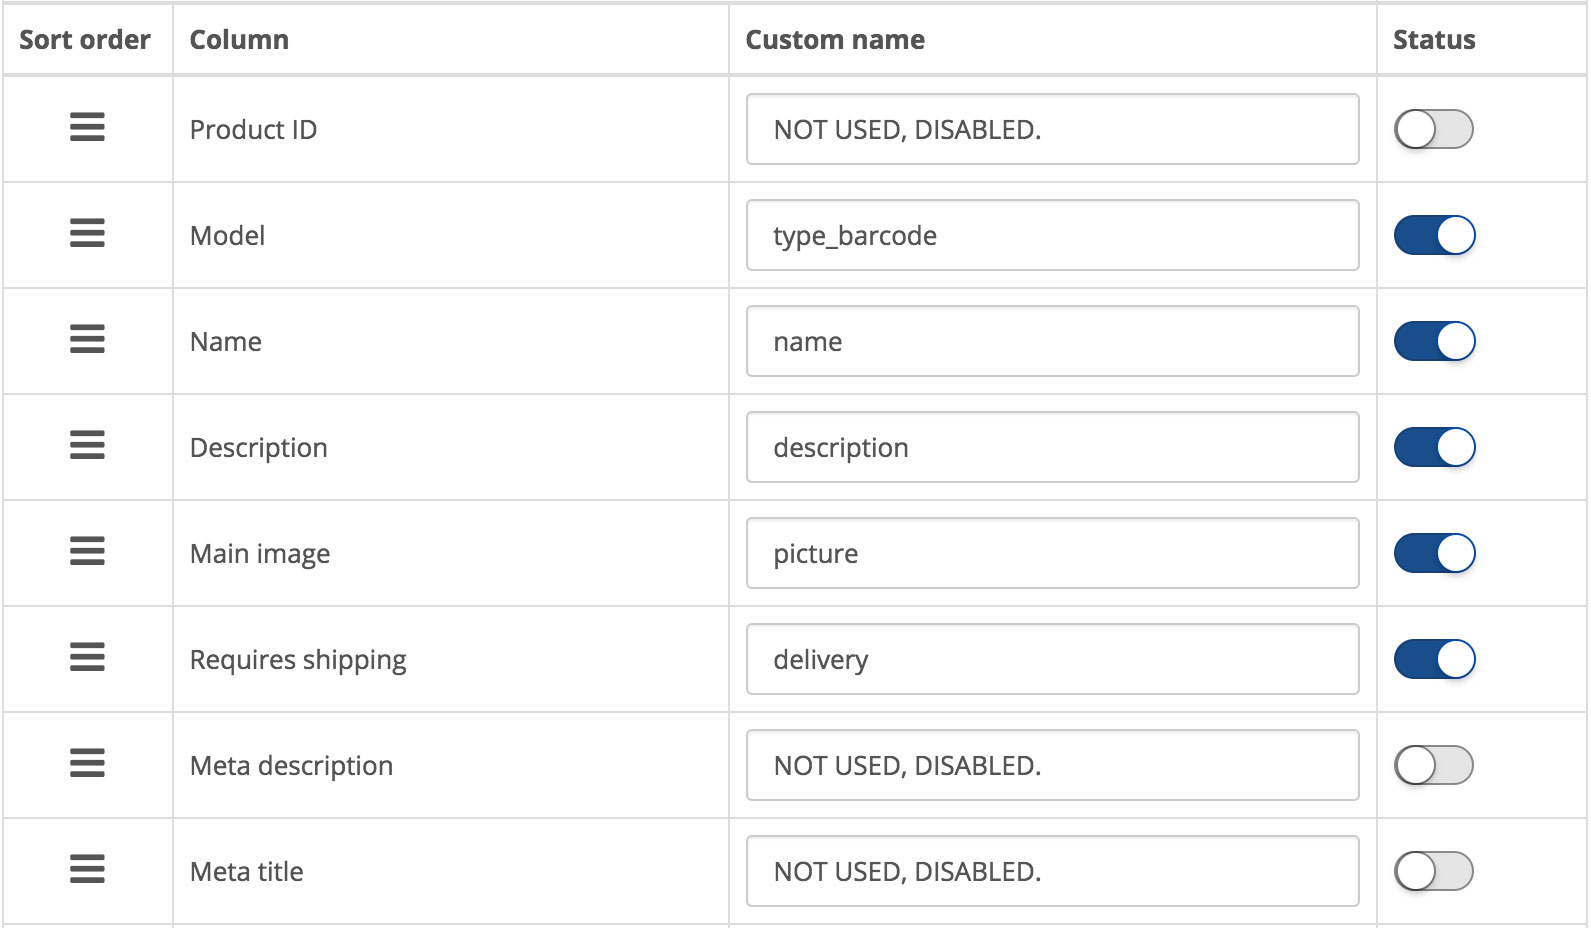 Sort order Column Custom name Status
Product ID NOT USED, DISABLED.
Model type_barcode
Name name
Description description
Main image picture
Requires shipping delivery
Meta description NOT USED, DISABLED.
Meta title NOT USED, DISABLED.